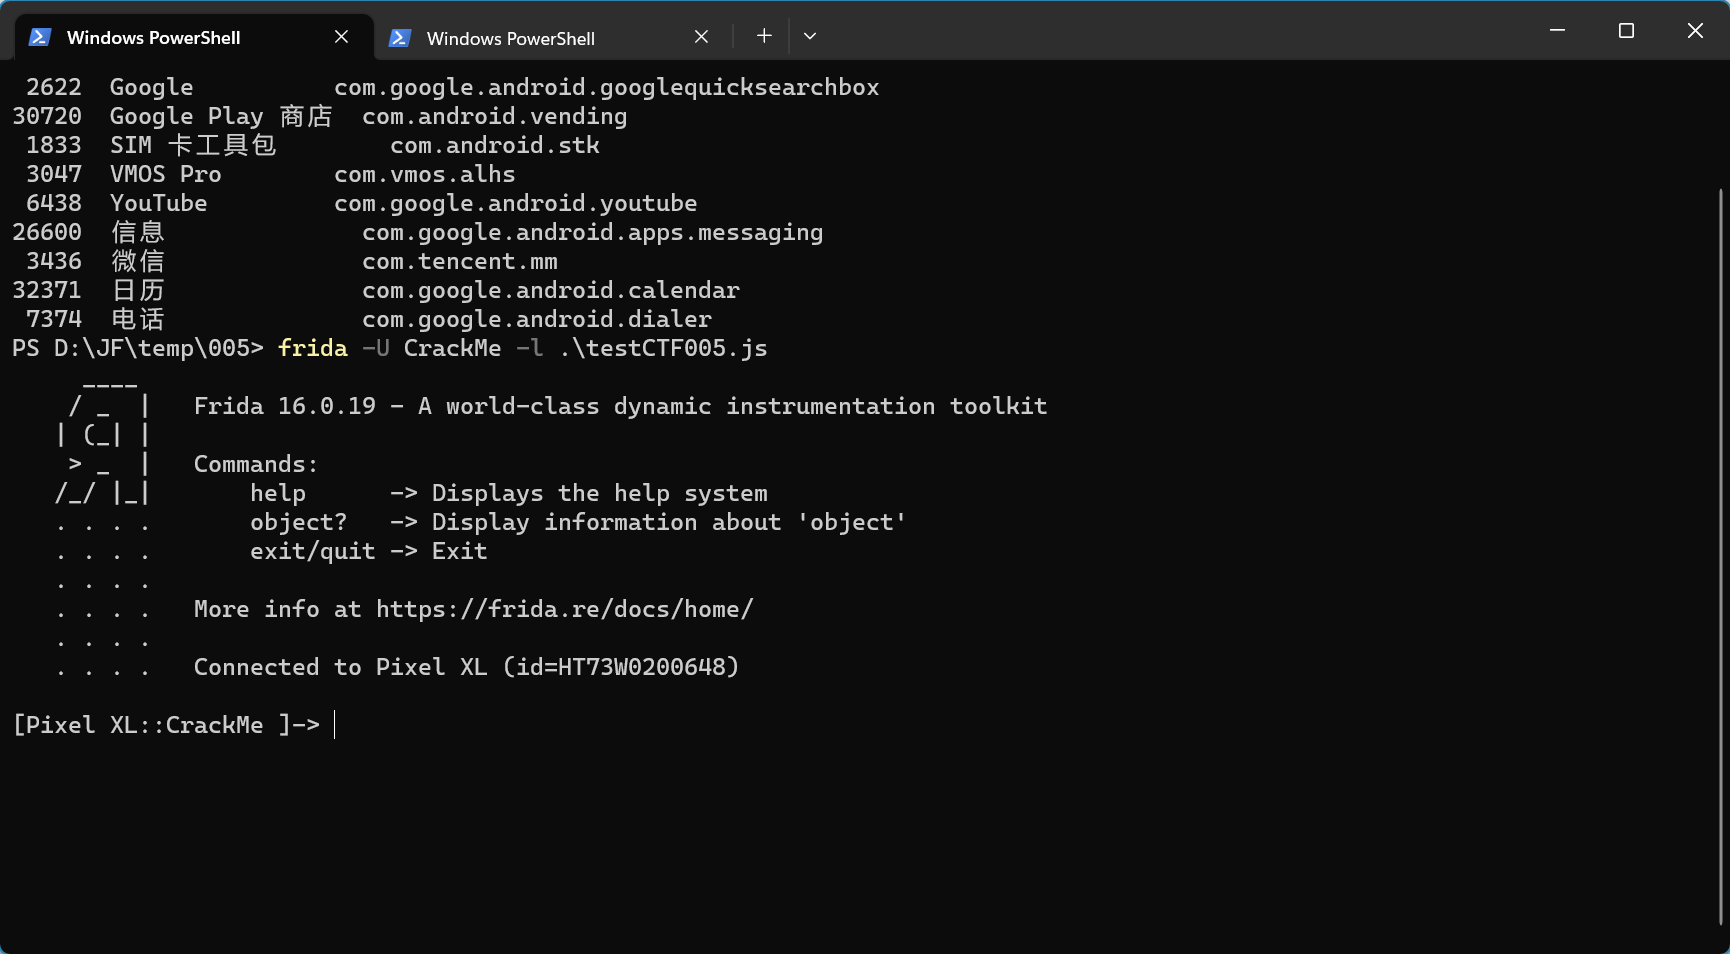 Windows PowerShell
Windows PowerShell
2622 Google com.google.android.googlequicksearchbox
30720 Google Play 商店 com.android.vending
1833 SIM 卡工具包 com.android.stk
3047 VMOS Pro com.vmos.alhs
6438 YouTube com.google.android.youtube
26600 信息 com.google.android.apps.messaging
3436 微信 com.tencent.mm
32371 日历 com.google.android.calendar
7374 电话 com.google.android.dialer
PS D:\JF\temp\005> frida -U CrackMe -l .\testCTF005.js
____
/ _  |   Frida 16.0.19 - A world-class dynamic instrumentation toolkit
| (_| |
> _  |   Commands:
/_/ |_|       help      -> Displays the help system
. . . .       object?   -> Display information about 'object'
. . . .       exit/quit -> Exit
. . . .
. . . .   More info at https://frida.re/docs/home/
. . . .
. . . .   Connected to Pixel XL (id=HT73W0200648)
[Pixel XL::CrackMe ]->